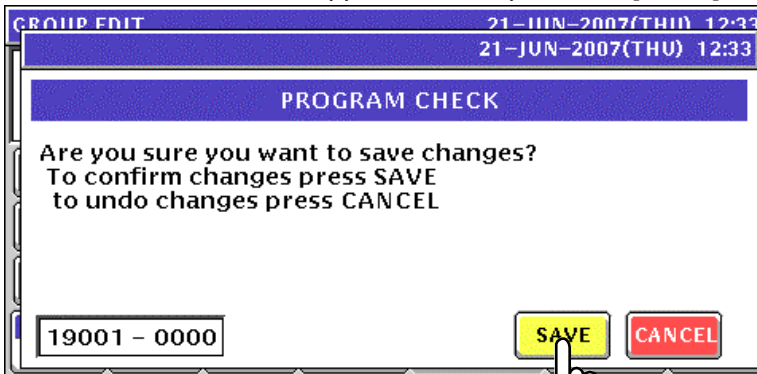 GROUP EDIT 21-JUN-2007(THU) 12:33
21-JUN-2007(THU) 12:33
PROGRAM CHECK
Are you sure you want to save changes?
To confirm changes press SAVE
to undo changes press CANCEL
19001 - 0000 SAVE CANCEL